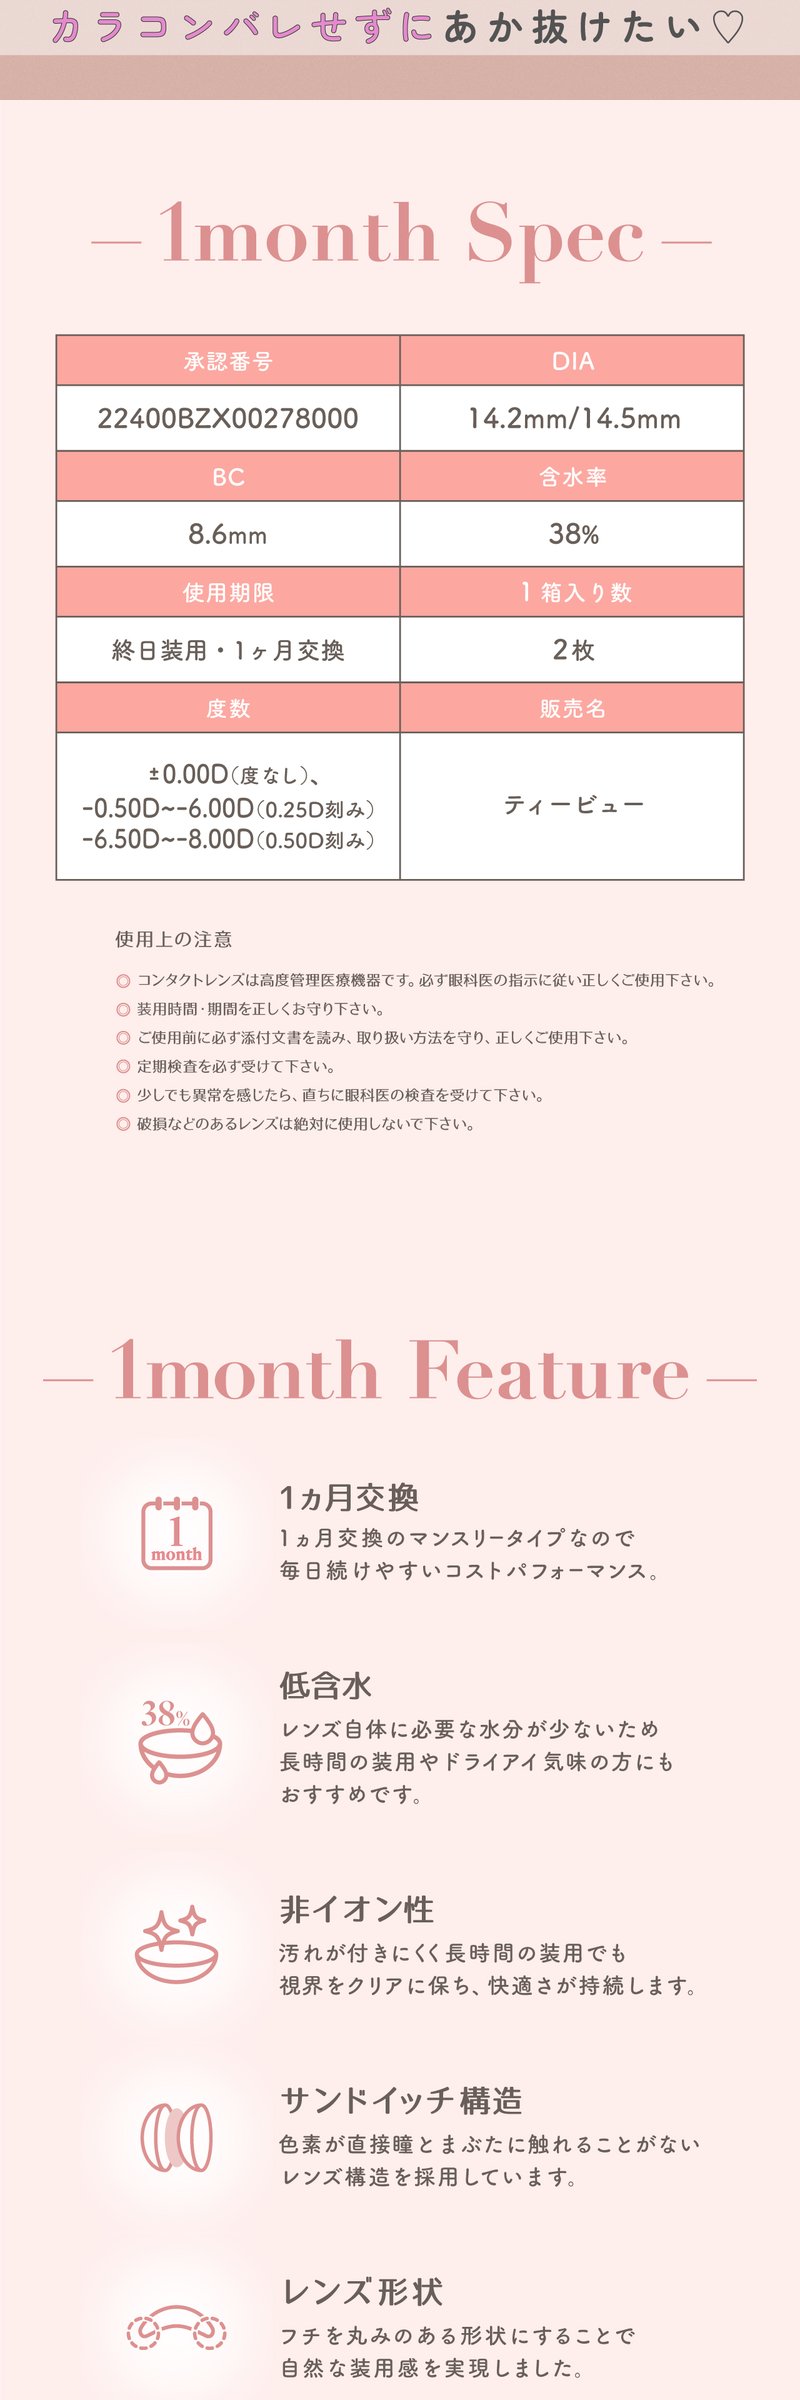 カラコンバレせずにあか抜けたい♡
1month Spec
承認番号 DIA
22400BZX00278000 14.2mm/14.5mm
BC 含水率
8.6mm 38%
使用期限 1箱入り数
終日装用・1ヶ月交換 2枚
度数 販売名
±0.00D(度なし)、
-0.50D~-6.00D(0.25D刻み)
-6.50D~-8.00D(0.50D刻み)
ティービュー
使用上の注意
◎ コンタクトレンズは高度管理医療機器です。必ず眼科医の指示に従い正しくご使用下さい。
◎ 装用時間・期間を正しくお守り下さい。
◎ ご使用前に必ず添付文書を読み、取り扱い方法を守り、正しくご使用下さい。
◎ 定期検査を必ず受けて下さい。
◎ 少しでも異常を感じたら、直ちに眼科医の検査を受けて下さい。
◎ 破損などのあるレンズは絶対に使用しないで下さい。
1month Feature
1
month
1ヵ月交換
1ヵ月交換のマンスリータイプなので
毎日続けやすいコストパフォーマンス。
38%
低含水
レンズ自体に必要な水分が少ないため
長時間の装用やドライアイ気味の方にも
おすすめです。
非イオン性
汚れが付きにくく長時間の装用でも
視界をクリアに保ち、快適さが持続します。
サンドイッチ構造
色素が直接瞳とまぶたに触れることがない
レンズ構造を採用しています。
レンズ形状
フチを丸みのある形状にすることで
自然な装用感を実現しました。